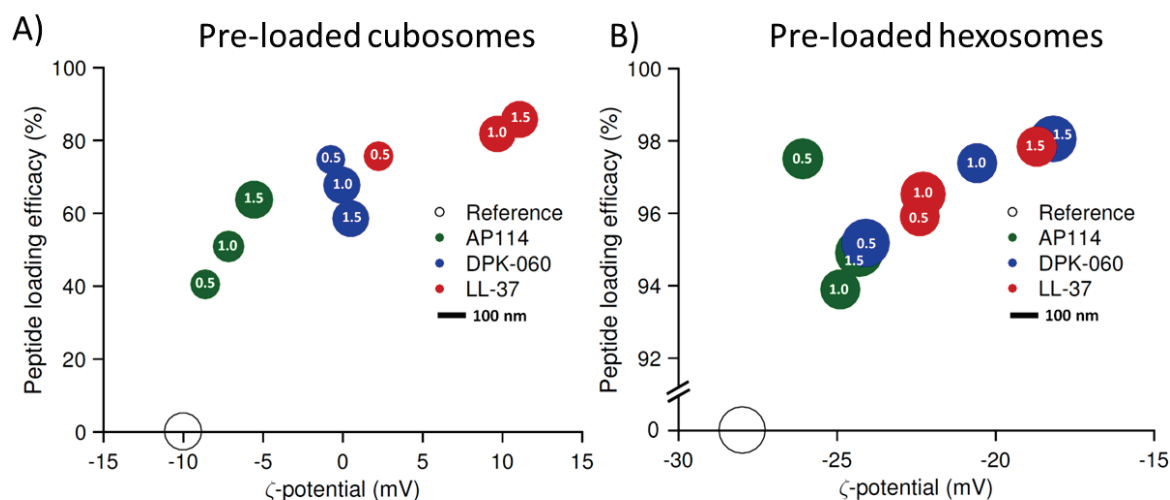 A)
Pre-loaded cubosomes
100
80
60
40
20
0
-15
-10
-5
0
5
10
15
Peptide loading efficacy (%)
ζ-potential (mV)
0.5
1.0
1.5
0.5
1.0
1.5
0.5
1.0
1.5
Reference
AP114
DPK-060
LL-37
100 nm
B)
Pre-loaded hexosomes
100
98
96
94
92
0
-30
-25
-20
-15
Peptide loading efficacy (%)
ζ-potential (mV)
0.5
1.0
1.5
0.5
1.0
0.5
1.0
1.5
1.5
Reference
AP114
DPK-060
LL-37
100 nm